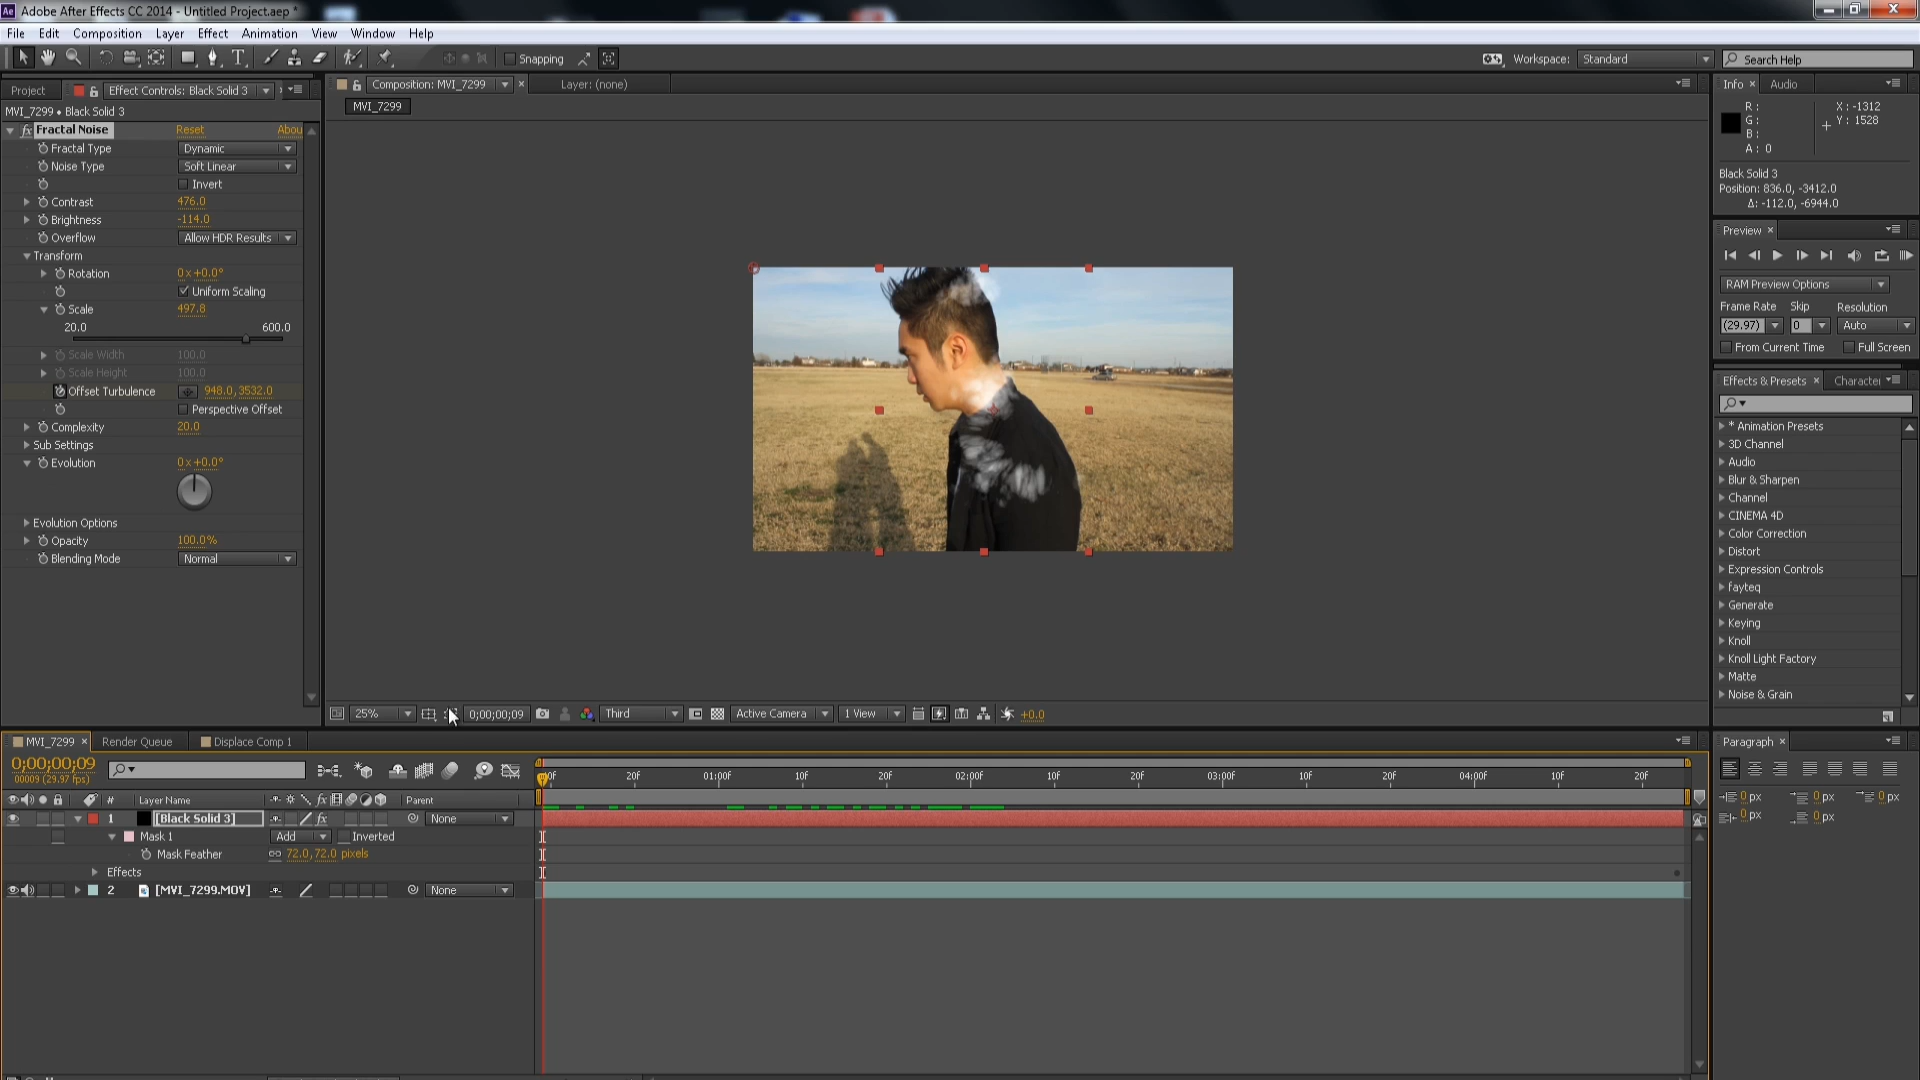 Adobe After Effects CC 2014 - Untitled Project.aep *
File Edit Composition Layer Effect Animation View Window Help
Snapping
Workspace: Standard
Search Help
Project
Effect Controls: Black Solid 3
MVI_7299 • Black Solid 3
Fractal Noise Reset Abou
Fractal Type Dynamic
Noise Type Soft Linear
Invert
Contrast 476.0
Brightness -114.0
Overflow Allow HDR Results
Transform
Rotation 0x+0.0°
Uniform Scaling
Scale 497.8
20.0 600.0
Scale Width 100.0
Scale Height 100.0
Offset Turbulence 948.0,3532.0
Perspective Offset
Complexity 20.0
Sub Settings
Evolution 0x+0.0°
Evolution Options
Opacity 100.0%
Blending Mode Normal
Composition: MVI_7299
Layer: (none)
MVI_7299
25% 0;00;00;09 Third Active Camera 1 View +0.0
Info Audio
R :
G :
B :
A : 0
X : -1312
Y : 1528
Black Solid 3
Position: 836.0, -3412.0
Δ: -112.0, -6944.0
Preview
RAM Preview Options
Frame Rate Skip Resolution
(29.97) 0 Auto
From Current Time Full Screen
Effects & Presets Character
* Animation Presets
3D Channel
Audio
Blur & Sharpen
Channel
CINEMA 4D
Color Correction
Distort
Expression Controls
fayteq
Generate
Keying
Knoll
Knoll Light Factory
Matte
Noise & Grain
MVI_7299 Render Queue Displace Comp 1
0;00;00;09
00009 (29.97 fps)
# Layer Name Parent
20f 01:00f 10f 20f 02:00f 10f 20f 03:00f 10f 20f 04:00f 10f 20f
1 [Black Solid 3] None
Mask 1 Add Inverted
Mask Feather 72.0,72.0 pixels
Effects
2 [MVI_7299.MOV] None
Paragraph
0 px 0 px 0 px
0 px 0 px